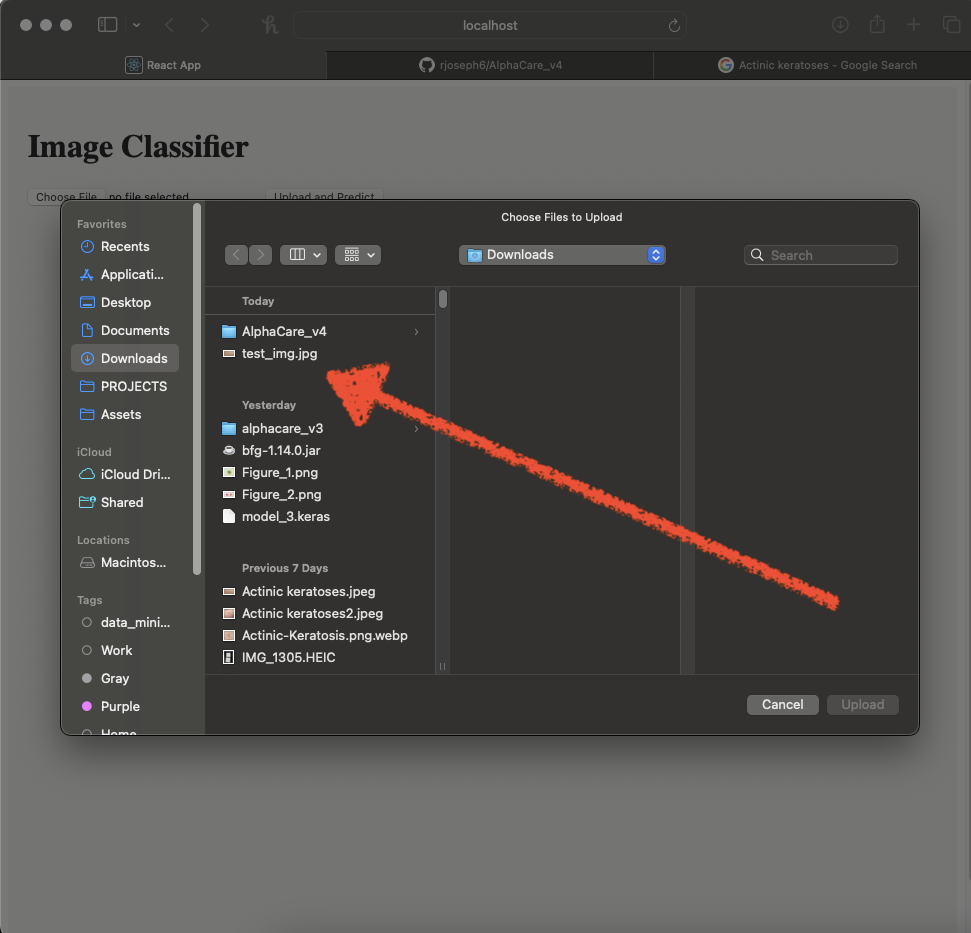 localhost
React App
rjoseph6/AlphaCare_v4
Actinic keratoses - Google Search
Image Classifier
Choose File no file selected
Upload and Predict
Choose Files to Upload
Favorites
Recents
Applicati...
Desktop
Documents
Downloads
PROJECTS
Assets
iCloud
iCloud Dri...
Shared
Locations
Macintos...
Tags
data_mini...
Work
Gray
Purple
Home
Downloads
Search
Today
AlphaCare_v4
test_img.jpg
Yesterday
alphacare_v3
bfg-1.14.0.jar
Figure_1.png
Figure_2.png
model_3.keras
Previous 7 Days
Actinic keratoses.jpeg
Actinic keratoses2.jpeg
Actinic-Keratosis.png.webp
IMG_1305.HEIC
Cancel
Upload